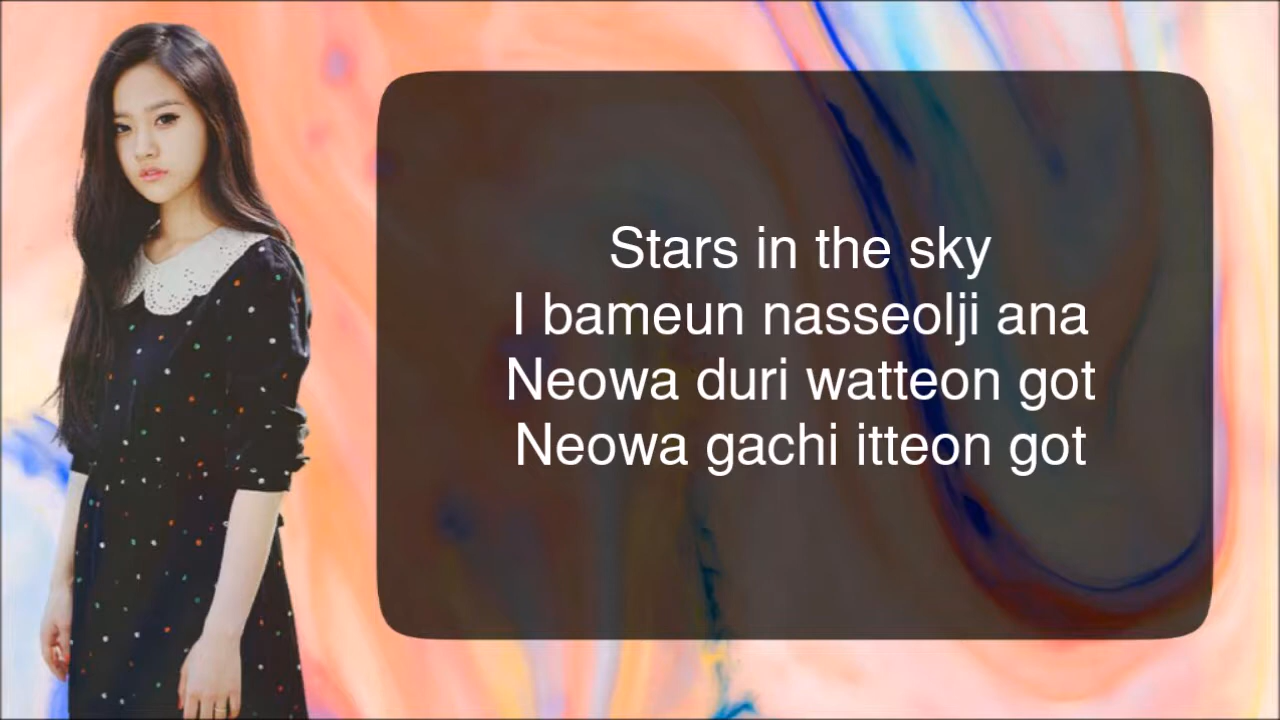 Stars in the sky
I bameun nasseolji ana
Neowa duri watteon got
Neowa gachi itteon got